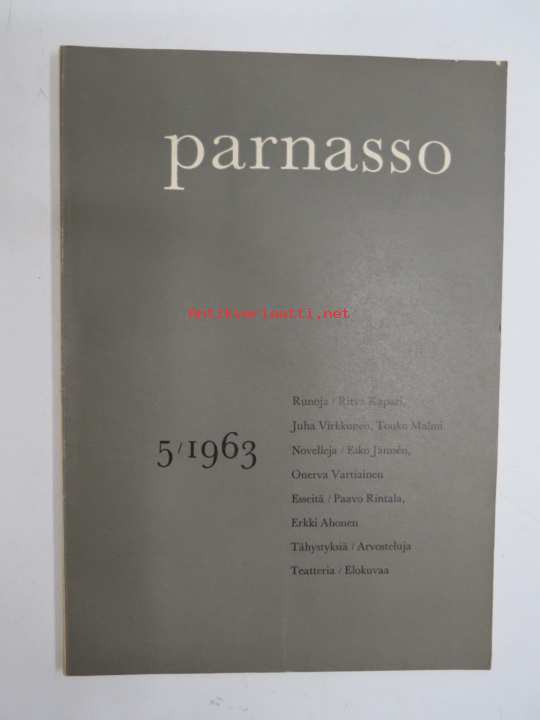 parnasso
Antikvariaatti.net
5/1963
Runoja / Ritva Kapari,
Juha Virkkunen, Touko Malmi
Novelleja / Eiko Jämsén,
Onerva Vartiainen
Esseitä / Paavo Rintala,
Erkki Ahonen
Tähystyksiä / Arvosteluja
Teatteria / Elokuvaa